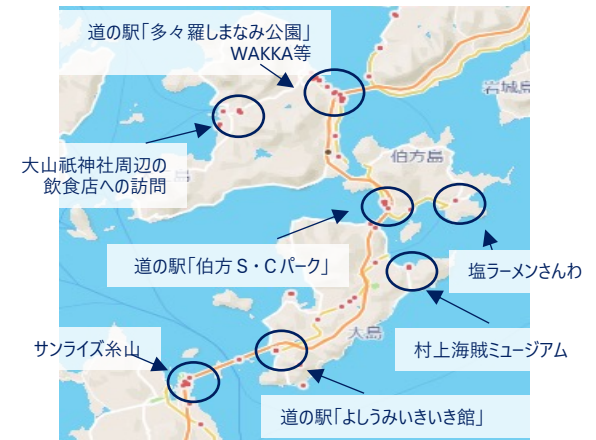 道の駅「多々羅しまなみ公園」
WAKKA等
岩城島
大山祇神社周辺の
飲食店への訪問
島
伯方島
道の駅「伯方S・Cパーク」
塩ラーメンさんわ
大島
サンライズ糸山
村上海賊ミュージアム
道の駅「よしうみいきいき館」